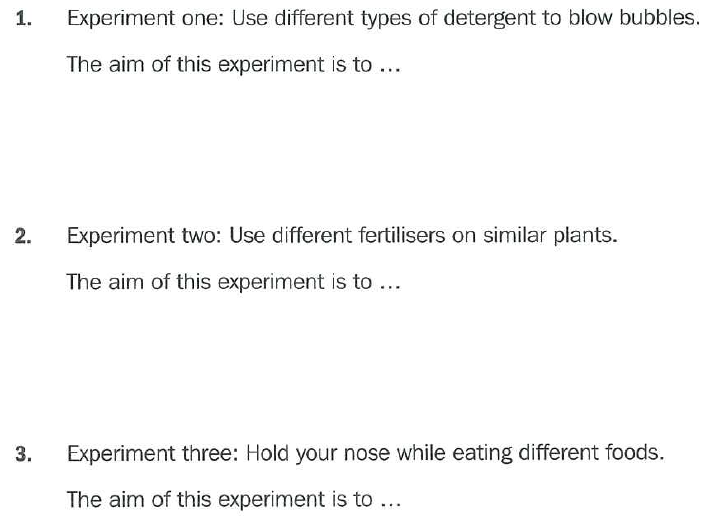 1. Experiment one: Use different types of detergent to blow bubbles.
The aim of this experiment is to ...
2. Experiment two: Use different fertilisers on similar plants.
The aim of this experiment is to ...
3. Experiment three: Hold your nose while eating different foods.
The aim of this experiment is to ...